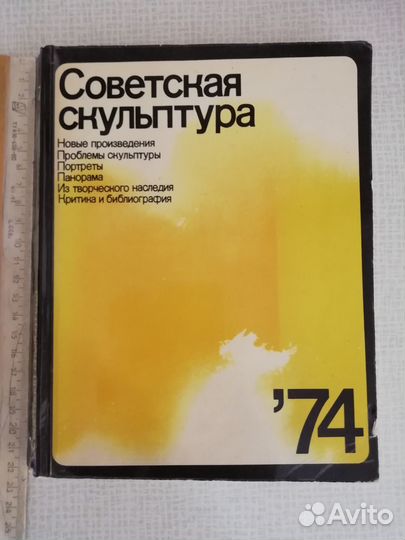 Советская
скульптура
Новые произведения
Проблемы скульптуры
Портреты
Панорама
Из творческого наследия
Критика и библиография
'74
Avito